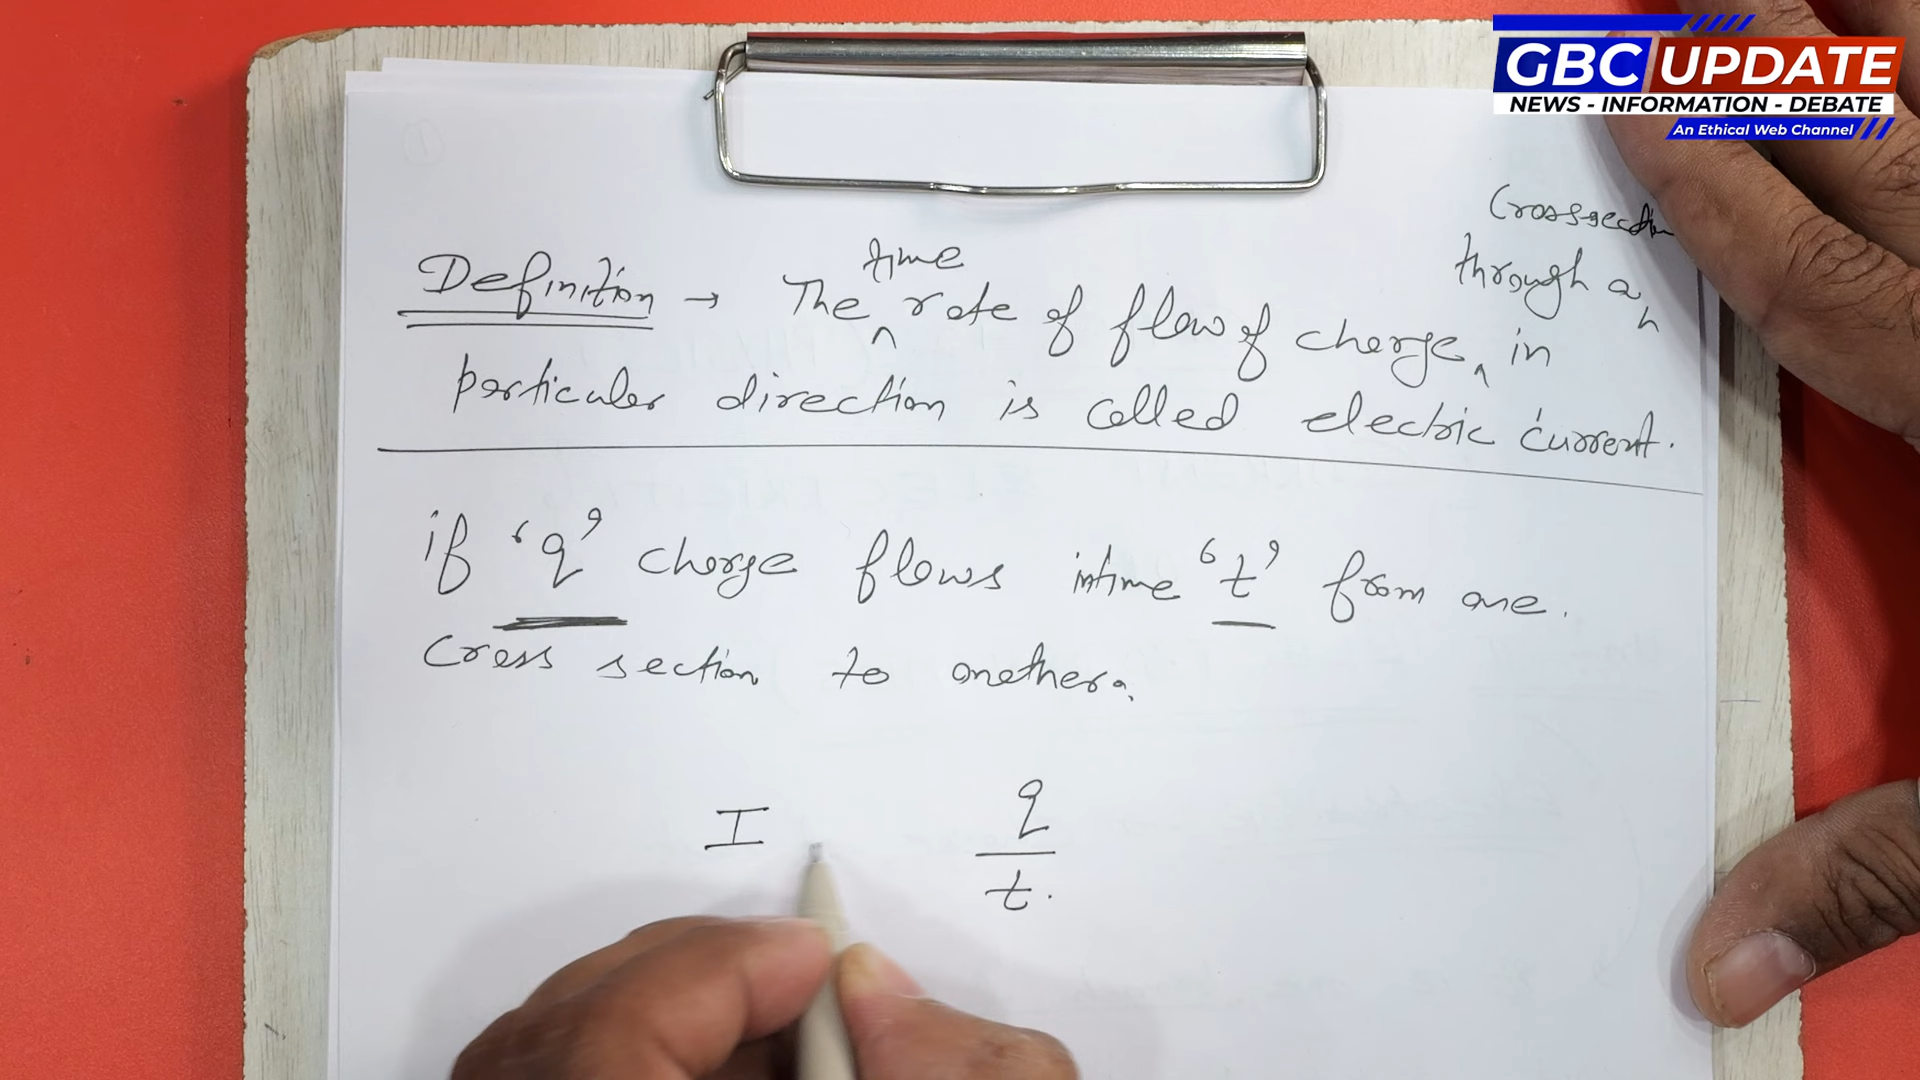 GBC UPDATE
NEWS - INFORMATION - DEBATE
An Ethical Web Channel
Crosssection
time through a
Definition → The ^ rate of flow of charge ^ in
particular direction is called electric current.
if 'q' charge flows intime 't' from one.
Cross section to another.
I q
t.